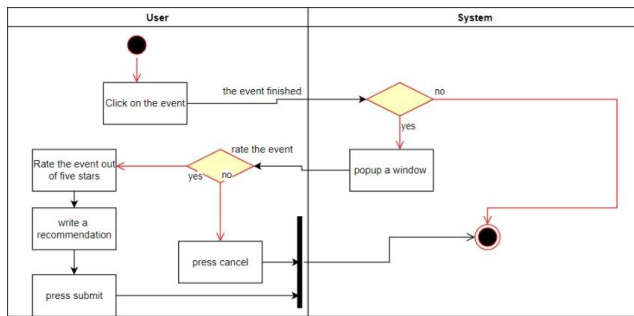 User
System
Click on the event
the event finished
no
yes
popup a window
rate the event
yes
no
Rate the event out
of five stars
write a
recommendation
press cancel
press submit